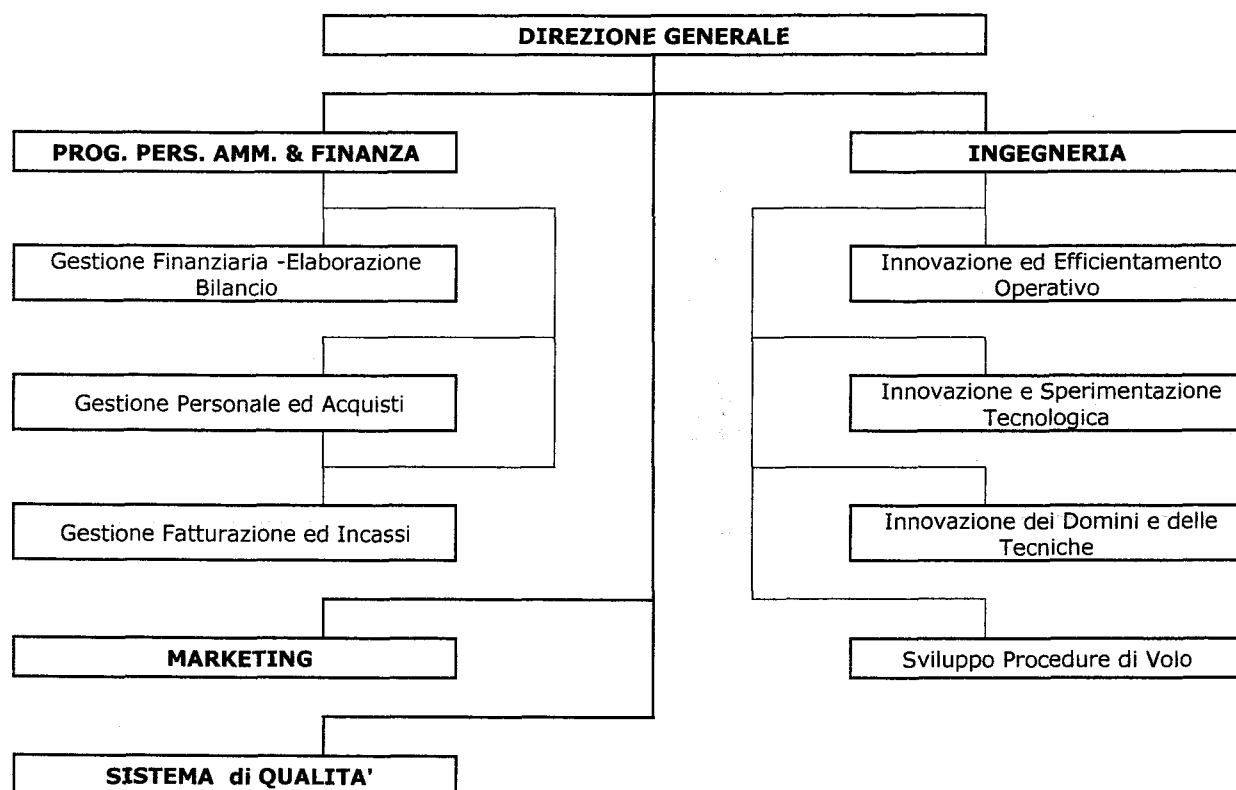 DIREZIONE GENERALE
PROG. PERS. AMM. & FINANZA
INGEGNERIA
Gestione Finanziaria -Elaborazione
Bilancio
Innovazione ed Efficientamento
Operativo
Gestione Personale ed Acquisti
Innovazione e Sperimentazione
Tecnologica
Gestione Fatturazione ed Incassi
Innovazione dei Domini e delle
Tecniche
MARKETING
Sviluppo Procedure di Volo
SISTEMA di QUALITA'